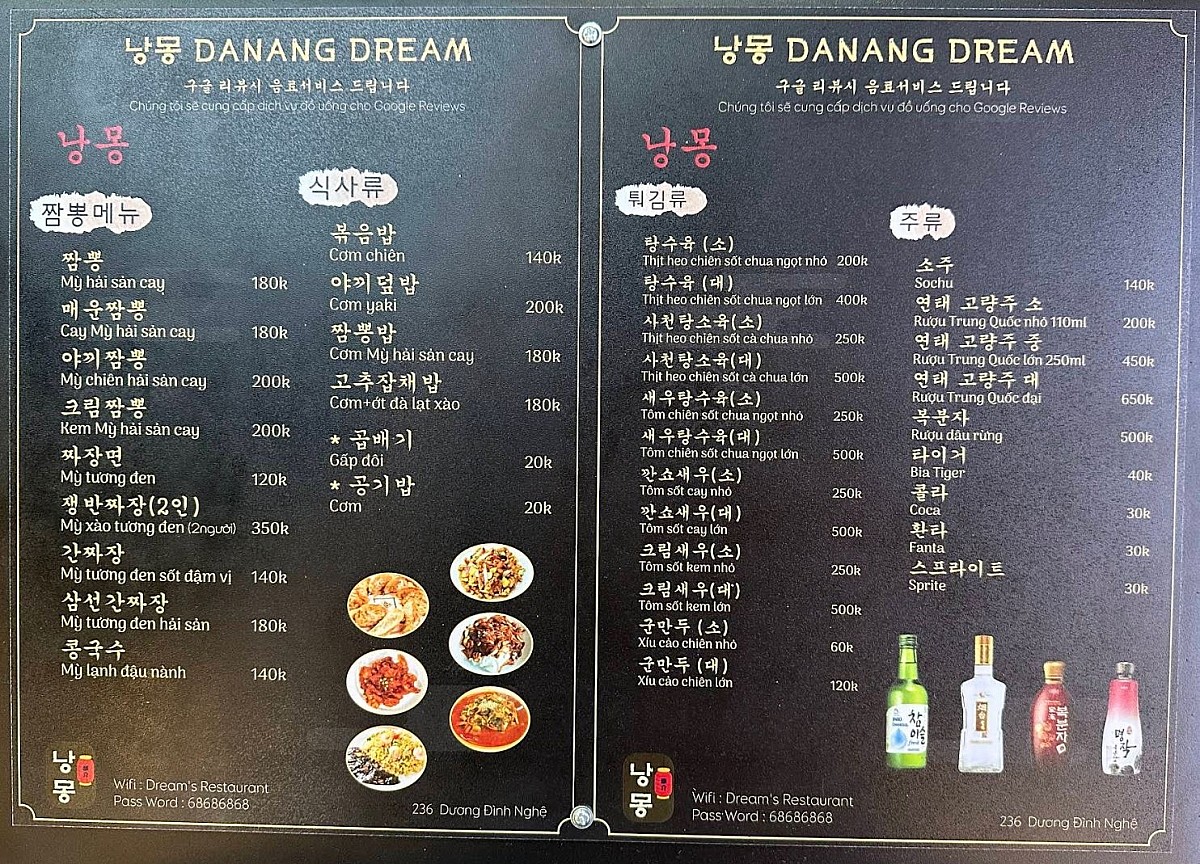 낭몽 DANANG DREAM
구글 리뷰시 음료서비스 드립니다
Chúng tôi sẽ cung cấp dịch vụ đồ uống cho Google Reviews
낭몽
짬뽕메뉴
짬뽕
Mỳ hải sản cay 180k
매운짬뽕
Cay Mỳ hải sản cay 180k
야끼짬뽕
Mỳ chiên hải sản cay 200k
크림짬뽕
Kem Mỳ hải sản cay 200k
짜장면
Mỳ tương đen 120k
쟁반짜장(2인)
Mỳ xào tương đen (2người) 350k
간짜장
Mỳ tương đen sốt đậm vị 140k
삼선간짜장
Mỳ tương đen hải sản 180k
콩국수
Mỳ lạnh đậu nành 140k
식사류
볶음밥
Cơm chiên 140k
야끼덮밥
Cơm yaki 200k
짬뽕밥
Cơm Mỳ hải sản cay 180k
고추잡채밥
Cơm+ớt đà lạt xào 180k
* 곱배기
Gấp đôi 20k
* 공기밥
Cơm 20k
낭몽
Wifi : Dream's Restaurant
Pass Word : 68686868
236 Dương Đình Nghệ
낭몽 DANANG DREAM
구글 리뷰시 음료서비스 드립니다
Chúng tôi sẽ cung cấp dịch vụ đồ uống cho Google Reviews
낭몽
튀김류
탕수육 (소)
Thịt heo chiên sốt chua ngọt nhỏ 200k
탕수육 (대)
Thịt heo chiên sốt chua ngọt lớn 400k
사천탕소육(소)
Thịt heo chiên sốt cà chua nhỏ 250k
사천탕소육(대)
Thịt heo chiên sốt cà chua lớn 500k
새우탕수육(소)
Tôm chiên sốt chua ngọt nhỏ 250k
새우탕수육(대)
Tôm chiên sốt chua ngọt lớn 500k
깐쇼새우(소)
Tôm sốt cay nhỏ 250k
깐쇼새우(대)
Tôm sốt cay lớn 500k
크림새우(소)
Tôm sốt kem nhỏ 250k
크림새우(대)
Tôm sốt kem lớn 500k
군만두 (소)
Xíu cảo chiên nhỏ 60k
군만두 (대)
Xíu cảo chiên lớn 120k
주류
소주
Sochu 140k
연태 고량주 소
Rượu Trung Quốc nhỏ 110ml 200k
연태 고량주 중
Rượu Trung Quốc lớn 250ml 450k
연태 고량주 대
Rượu Trung Quốc đại 650k
복분자
Rượu dâu rừng 500k
타이거
Bia Tiger 40k
콜라
Coca 30k
환타
Fanta 30k
스프라이트
Sprite 30k
참이슬
복분자
명작
낭몽
Wifi : Dream's Restaurant
Pass Word : 68686868
236 Dương Đình Nghệ